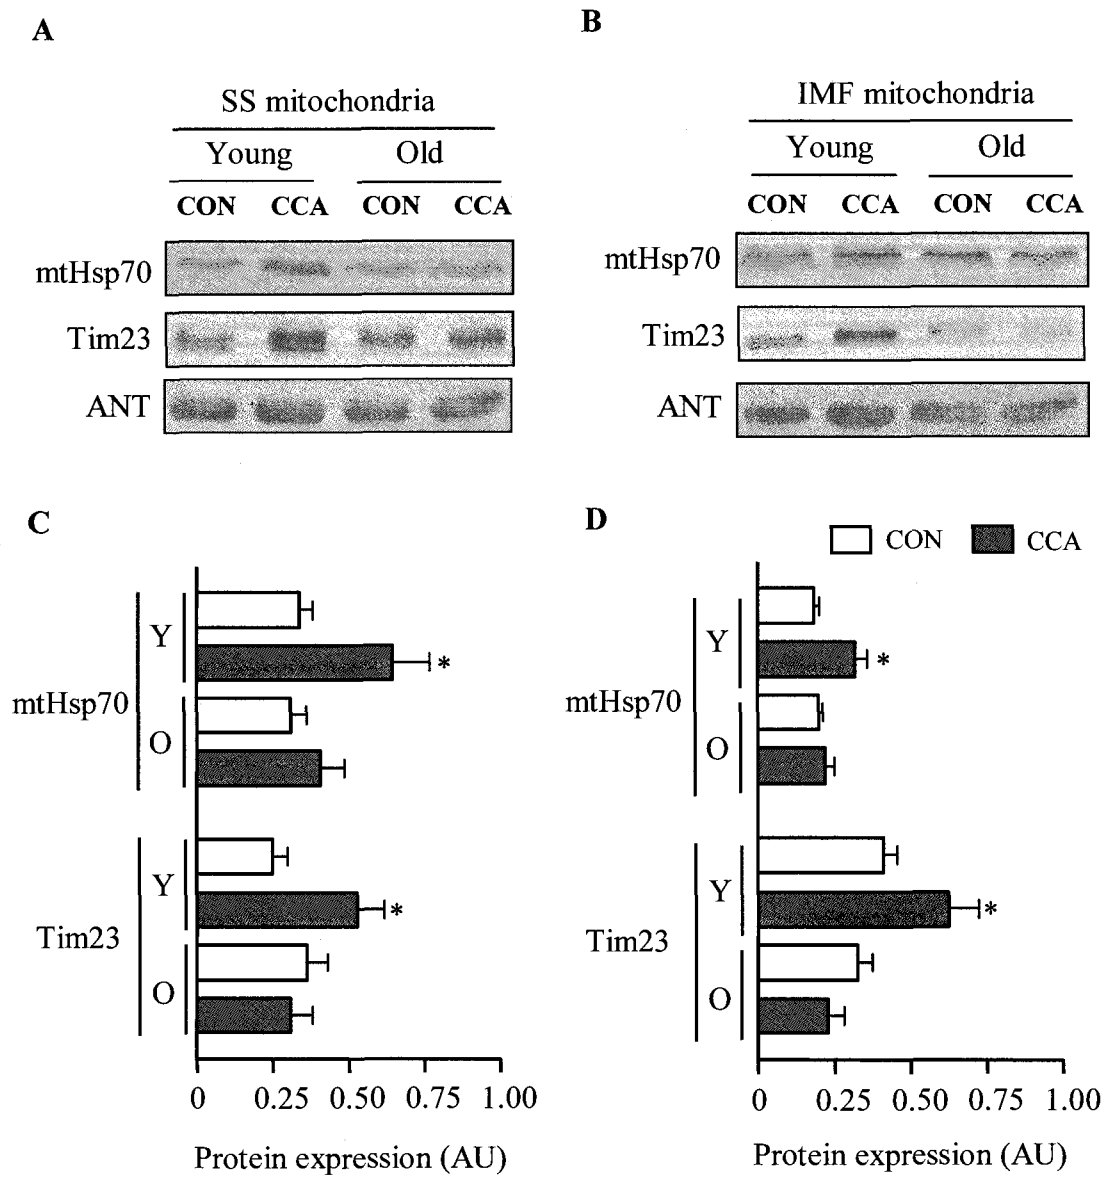 A
SS mitochondria
Young Old
CON CCA CON CCA
mtHsp70
Tim23
ANT
B
IMF mitochondria
Young Old
CON CCA CON CCA
mtHsp70
Tim23
ANT
C
Y
*
mtHsp70
O
Y
*
Tim23
O
0 0.25 0.50 0.75 1.00
Protein expression (AU)
D
CON CCA
Y
*
mtHsp70
O
Y
*
Tim23
O
0 0.25 0.50 0.75 1.00
Protein expression (AU)